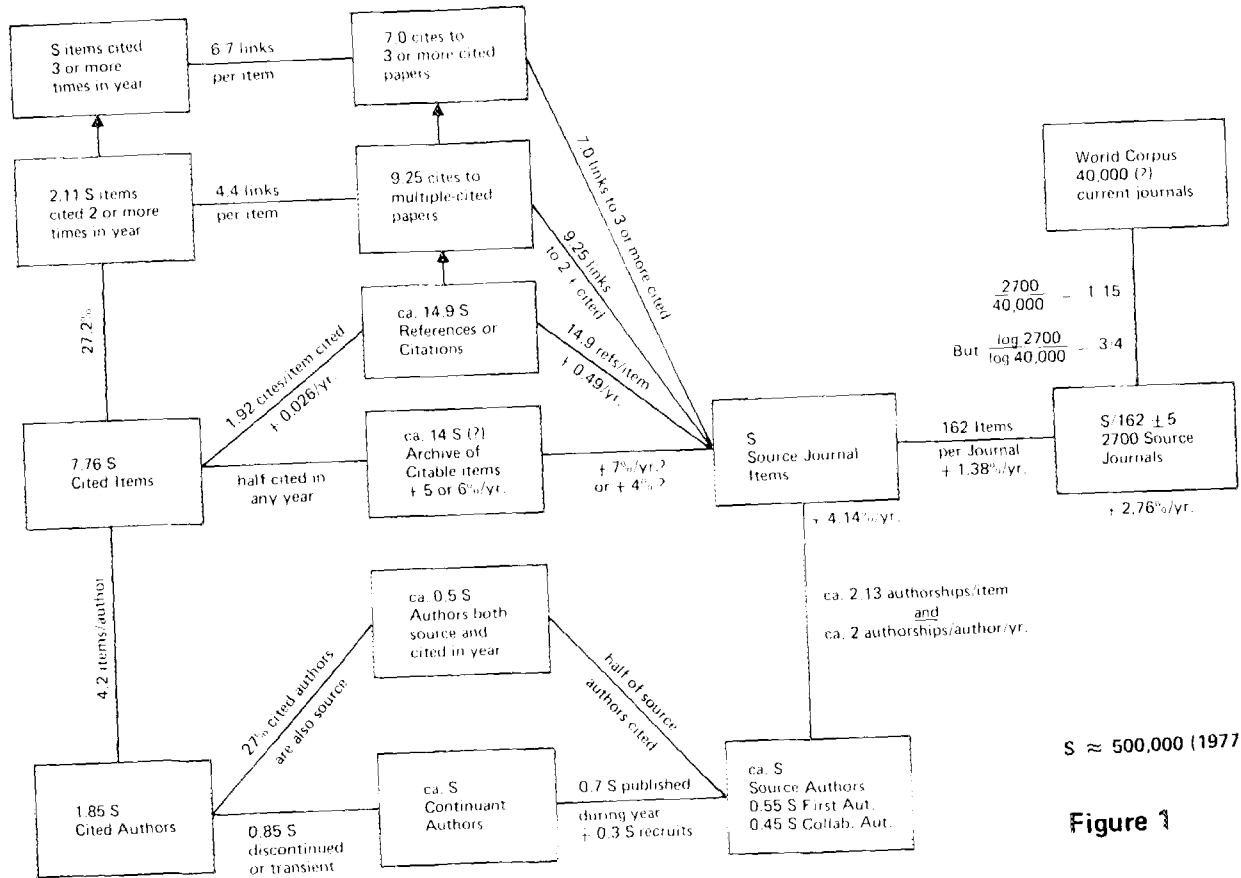 S items cited
3 or more
times in year
6.7 links
per item
7.0 cites to
3 or more cited
papers
2.11 S items
cited 2 or more
times in year
4.4 links
per item
9.25 cites to
multiple-cited
papers
7.0 links to 3 or more cited
9.25 links
to 2 + cited
World Corpus
40,000 (?)
current journals
2700
40,000
1 15
But log 2700
log 40,000
3/4
27.2%
ca. 14.9 S
References or
Citations
1.92 cites/item cited
+ 0.026/yr.
14.9 refs/item
+ 0.49/yr.
7.76 S
Cited Items
half cited in
any year
ca. 14 S (?)
Archive of
Citable items
+ 5 or 6%/yr.
+ 7%/yr.?
or + 4%?
S
Source Journal
Items
+ 4.14%/yr.
162 Items
per Journal
+ 1.38%/yr.
S/162 ±5
2700 Source
Journals
+ 2.76%/yr.
4.2 items/author
ca. 0.5 S
Authors both
source and
cited in year
27% cited authors
are also source
half of source
authors cited
ca. 2.13 authorships/item
and
ca. 2 authorships/author/yr.
1.85 S
Cited Authors
0.85 S
discontinued
or transient
ca. S
Continuant
Authors
0.7 S published
during year
+ 0.3 S recruits
ca. S
Source Authors
0.55 S First Aut.
0.45 S Collab. Aut.
S ≈ 500,000 (1977
Figure 1